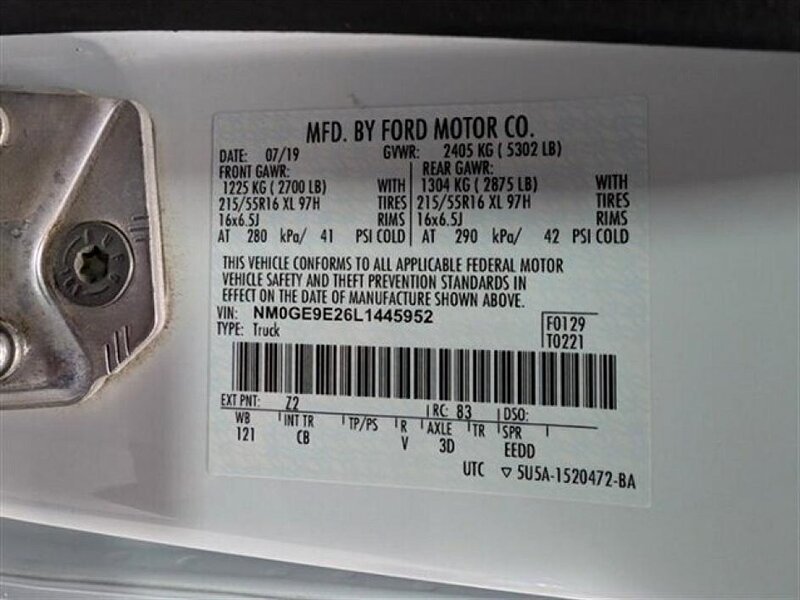 MFD. BY FORD MOTOR CO.
DATE: 07/19 GVWR: 2405 KG ( 5302 LB)
FRONT GAWR: REAR GAWR:
1225 KG ( 2700 LB) WITH 1304 KG ( 2875 LB) WITH
215/55R16 XL 97H TIRES 215/55R16 XL 97H TIRES
16x6.5J RIMS 16x6.5J RIMS
AT 280 kPa/ 41 PSI COLD AT 290 kPa/ 42 PSI COLD
THIS VEHICLE CONFORMS TO ALL APPLICABLE FEDERAL MOTOR
VEHICLE SAFETY AND THEFT PREVENTION STANDARDS IN
EFFECT ON THE DATE OF MANUFACTURE SHOWN ABOVE.
VIN: NM0GE9E26L1445952 F0129
TYPE: Truck T0221
EXT PNT: Z2 RC: 83 DSO:
WB INT TR TP/PS R AXLE TR SPR
121 CB V 3D EEDD
UTC ▽ 5U5A-1520472-BA